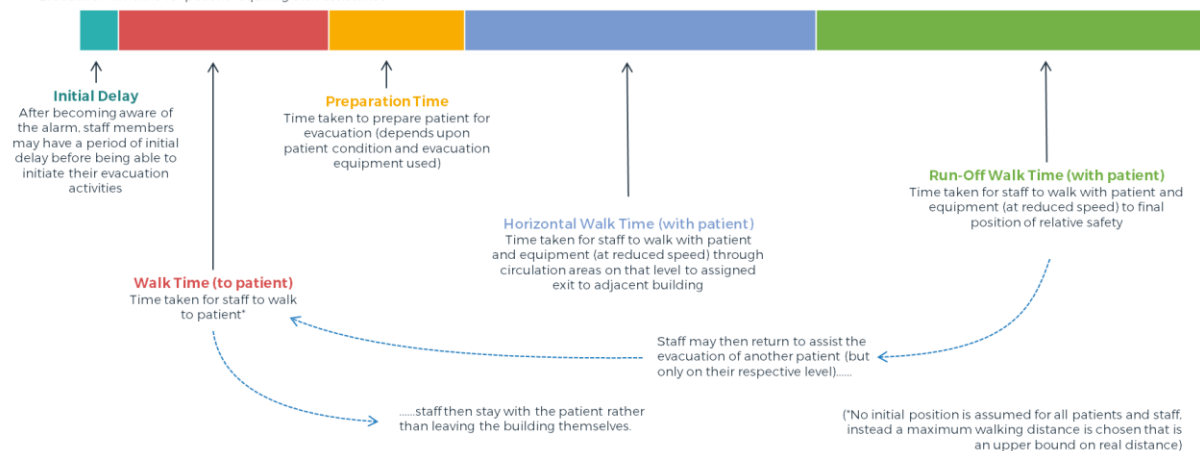 Initial Delay
After becoming aware of
the alarm, staff members
may have a period of initial
delay before being able to
initiate their evacuation
activities
Preparation Time
Time taken to prepare patient for
evacuation (depends upon
patient condition and evacuation
equipment used)
Run-Off Walk Time (with patient)
Time taken for staff to walk with patient and
equipment (at reduced speed) to final
position of relative safety
Horizontal Walk Time (with patient)
Time taken for staff to walk with patient
and equipment (at reduced speed) through
circulation areas on that level to assigned
exit to adjacent building
Walk Time (to patient)
Time taken for staff to walk
to patient*
Staff may then return to assist the
evacuation of another patient (but
only on their respective level)......
......staff then stay with the patient rather
than leaving the building themselves.
(*No initial position is assumed for all patients and staff,
instead a maximum walking distance is chosen that is
an upper bound on real distance)